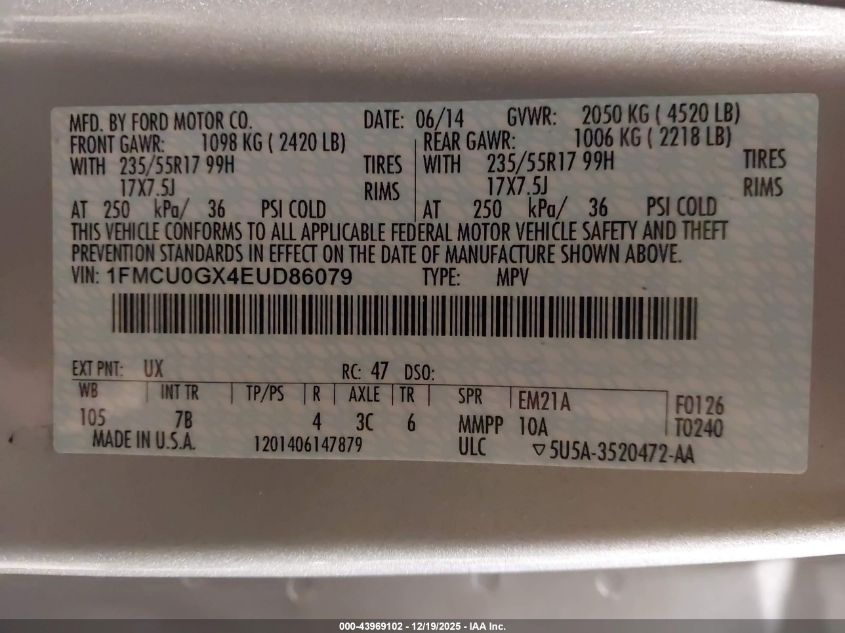 MFD. BY FORD MOTOR CO. DATE: 06/14 GVWR: 2050 KG ( 4520 LB)
FRONT GAWR: 1098 KG ( 2420 LB) REAR GAWR: 1006 KG ( 2218 LB)
WITH 235/55R17 99H TIRES WITH 235/55R17 99H TIRES
17X7.5J RIMS 17X7.5J RIMS
AT 250 kPa/ 36 PSI COLD AT 250 kPa/ 36 PSI COLD
THIS VEHICLE CONFORMS TO ALL APPLICABLE FEDERAL MOTOR VEHICLE SAFETY AND THEFT
PREVENTION STANDARDS IN EFFECT ON THE DATE OF MANUFACTURE SHOWN ABOVE.
VIN: 1FMCU0GX4EUD86079 TYPE: MPV
EXT PNT: UX RC: 47 DSO:
WB INT TR TP/PS R AXLE TR SPR EM21A F0126
105 7B 4 3C 6 MMPP 10A T0240
MADE IN U.S.A. 1201406147879 ULC ▽5U5A-3520472-AA
000-43969102 - 12/19/2025 - IAA Inc.